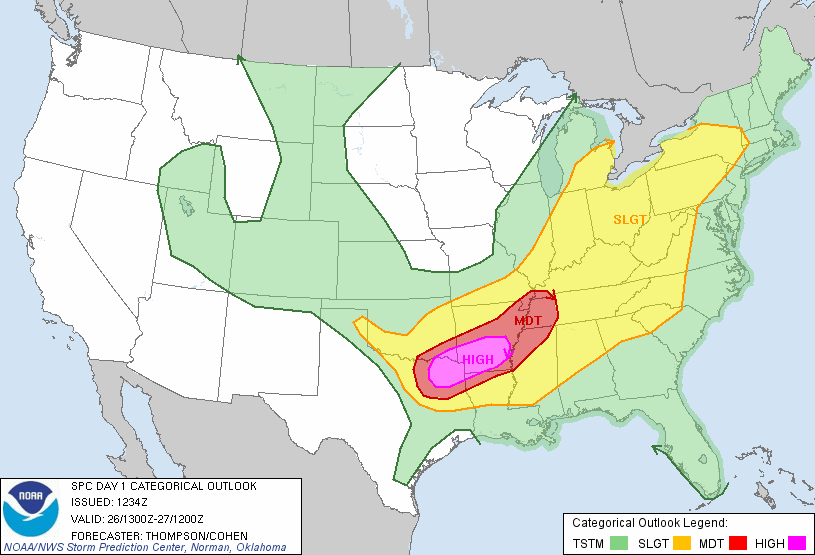 SLGT
MDT
HIGH
NOAA
SPC DAY 1 CATEGORICAL OUTLOOK
ISSUED: 1234Z
VALID: 26/1300Z-27/1200Z
FORECASTER: THOMPSON/COHEN
NOAA/NWS Storm Prediction Center, Norman, Oklahoma
Categorical Outlook Legend:
TSTM SLGT MDT HIGH